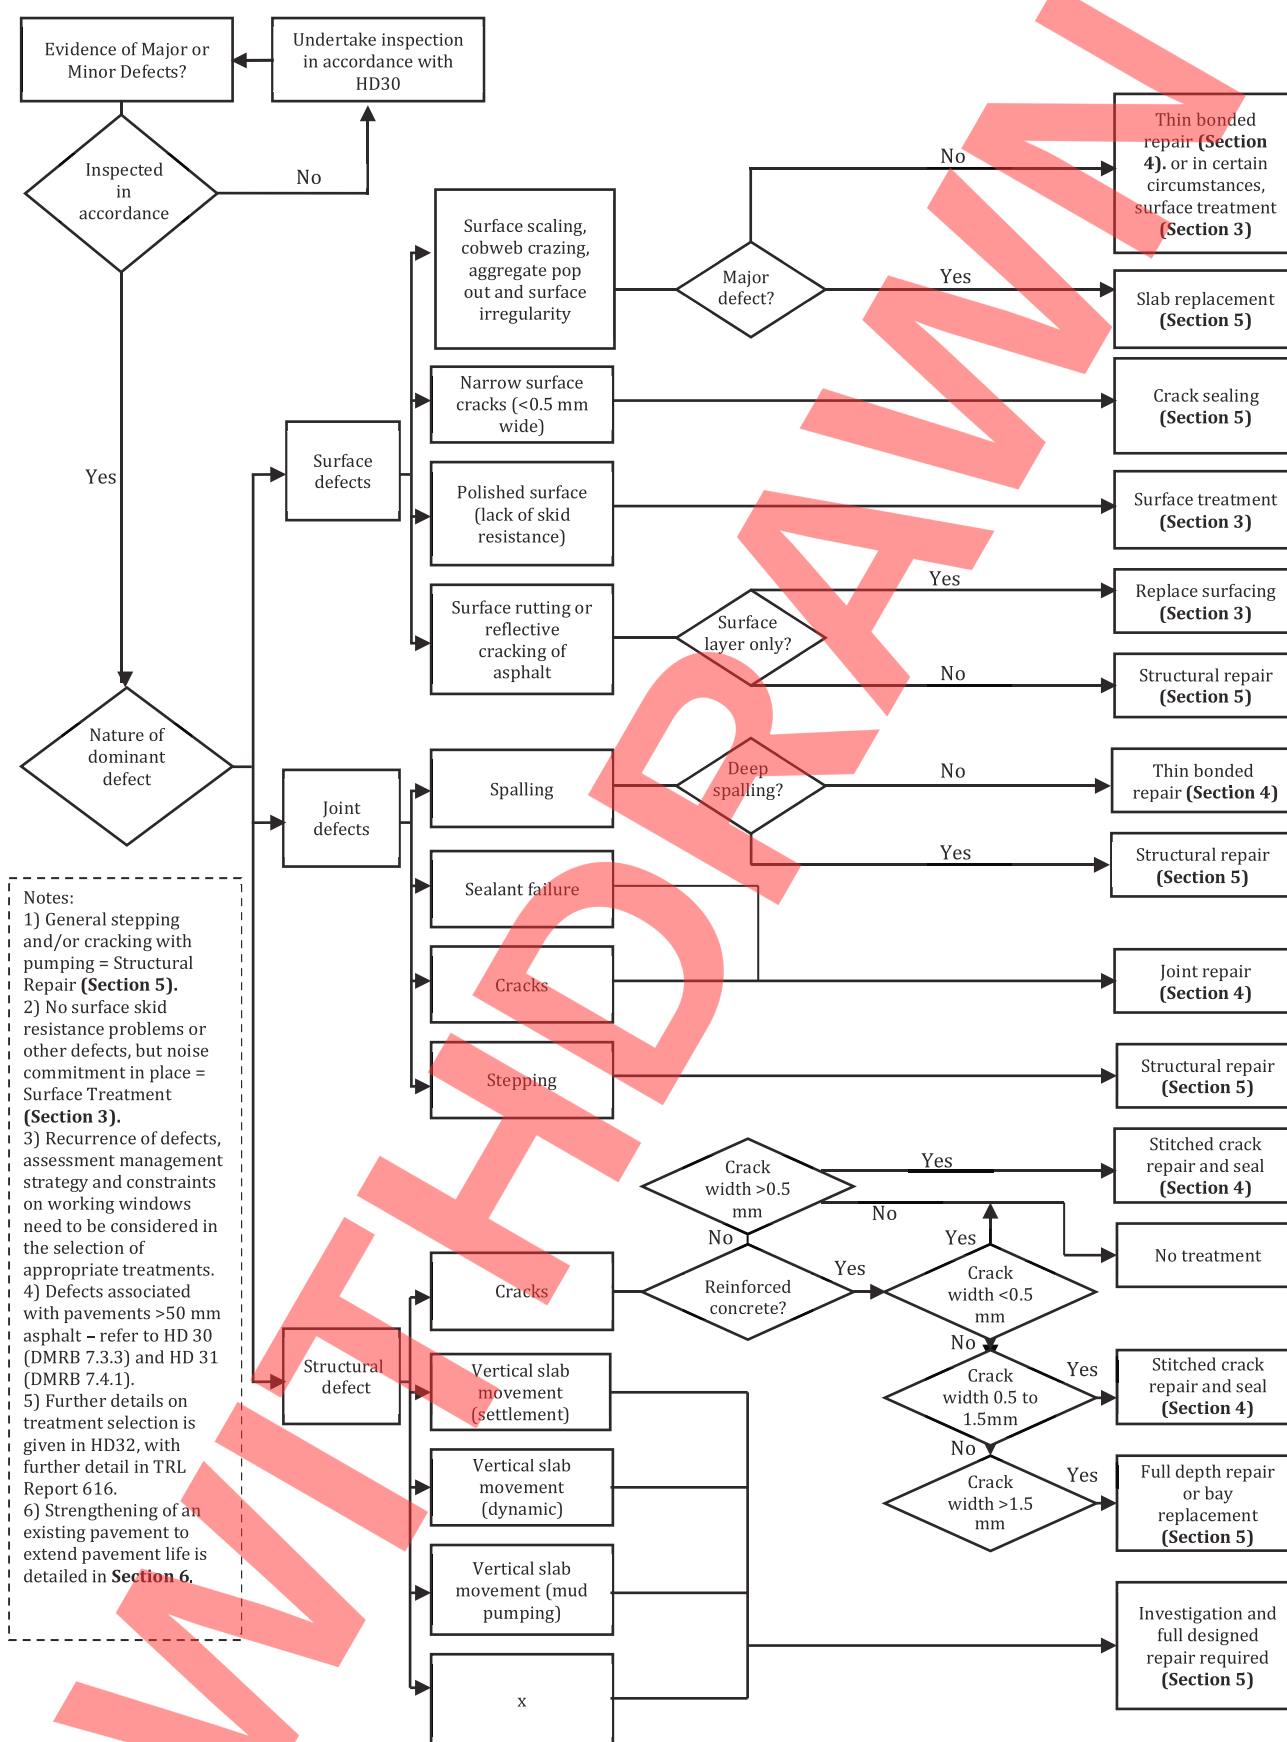 Evidence of Major or
Minor Defects?
Undertake inspection
in accordance with
HD30
Inspected
in
accordance
No
Yes
Nature of
dominant
defect
Surface
defects
Surface scaling,
cobweb crazing,
aggregate pop
out and surface
irregularity
Major
defect?
No
Thin bonded
repair (Section
4). or in certain
circumstances,
surface treatment
(Section 3)
Yes
Slab replacement
(Section 5)
Narrow surface
cracks (<0.5 mm
wide)
Crack sealing
(Section 5)
Polished surface
(lack of skid
resistance)
Surface treatment
(Section 3)
Surface rutting or
reflective
cracking of
asphalt
Surface
layer only?
Yes
Replace surfacing
(Section 3)
No
Structural repair
(Section 5)
Joint
defects
Spalling
Deep
spalling?
No
Thin bonded
repair (Section 4)
Yes
Structural repair
(Section 5)
Sealant failure
Cracks
Joint repair
(Section 4)
Stepping
Structural repair
(Section 5)
Structural
defect
Cracks
Reinforced
concrete?
No
Crack
width >0.5
mm
Yes
Stitched crack
repair and seal
(Section 4)
No
No treatment
Yes
Crack
width <0.5
mm
Yes
No
Crack
width 0.5 to
1.5mm
Yes
Stitched crack
repair and seal
(Section 4)
No
Crack
width >1.5
mm
Yes
Full depth repair
or bay
replacement
(Section 5)
Vertical slab
movement
(settlement)
Vertical slab
movement
(dynamic)
Vertical slab
movement (mud
pumping)
x
Investigation and
full designed
repair required
(Section 5)
Notes:
1) General stepping
and/or cracking with
pumping = Structural
Repair (Section 5).
2) No surface skid
resistance problems or
other defects, but noise
commitment in place =
Surface Treatment
(Section 3).
3) Recurrence of defects,
assessment management
strategy and constraints
on working windows
need to be considered in
the selection of
appropriate treatments.
4) Defects associated
with pavements >50 mm
asphalt – refer to HD 30
(DMRB 7.3.3) and HD 31
(DMRB 7.4.1).
5) Further details on
treatment selection is
given in HD32, with
further detail in TRL
Report 616.
6) Strengthening of an
existing pavement to
extend pavement life is
detailed in Section 6.
WITHDRAWN